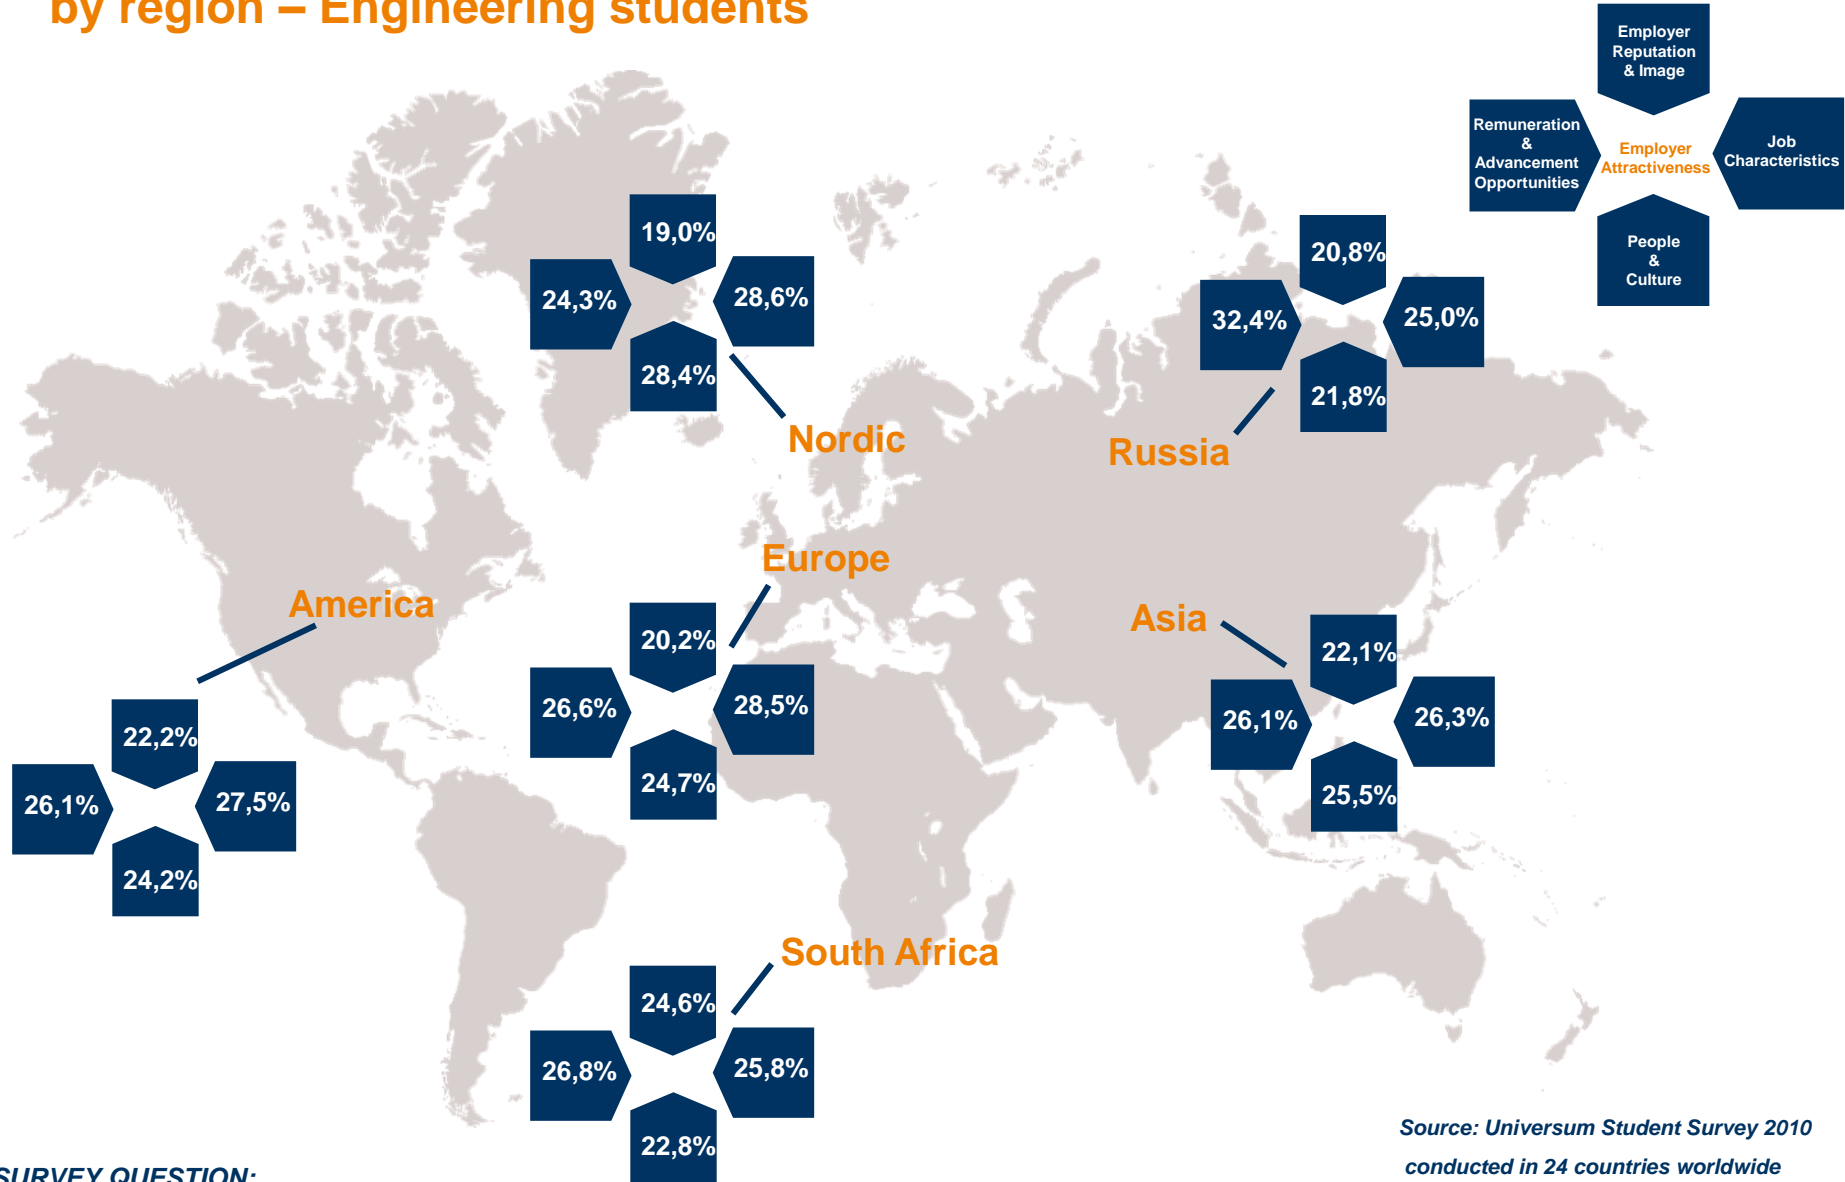 by region – Engineering students
Employer
Reputation
& Image
Remuneration
&
Advancement
Opportunities
Employer
Attractiveness
Job
Characteristics
People
&
Culture
19,0%
24,3%
28,6%
28,4%
Nordic
20,8%
32,4%
25,0%
21,8%
Russia
Europe
20,2%
26,6%
28,5%
24,7%
America
22,2%
26,1%
27,5%
24,2%
Asia
22,1%
26,1%
26,3%
25,5%
South Africa
24,6%
26,8%
25,8%
22,8%
Source: Universum Student Survey 2010
conducted in 24 countries worldwide
SURVEY QUESTION: